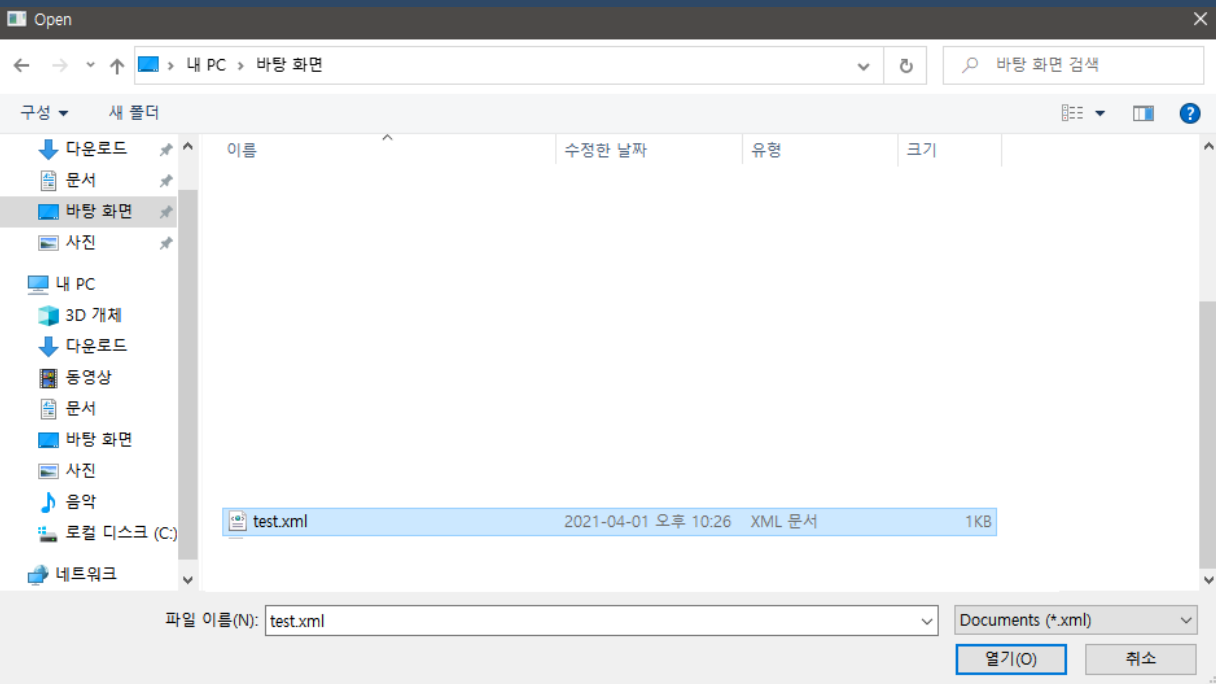 Open
내 PC › 바탕 화면
바탕 화면 검색
구성
새 폴더
이름 수정한 날짜 유형 크기
다운로드
문서
바탕 화면
사진
내 PC
3D 개체
다운로드
동영상
문서
바탕 화면
사진
음악
로컬 디스크 (C:)
네트워크
test.xml 2021-04-01 오후 10:26 XML 문서 1KB
파일 이름(N): test.xml Documents (*.xml)
열기(O) 취소